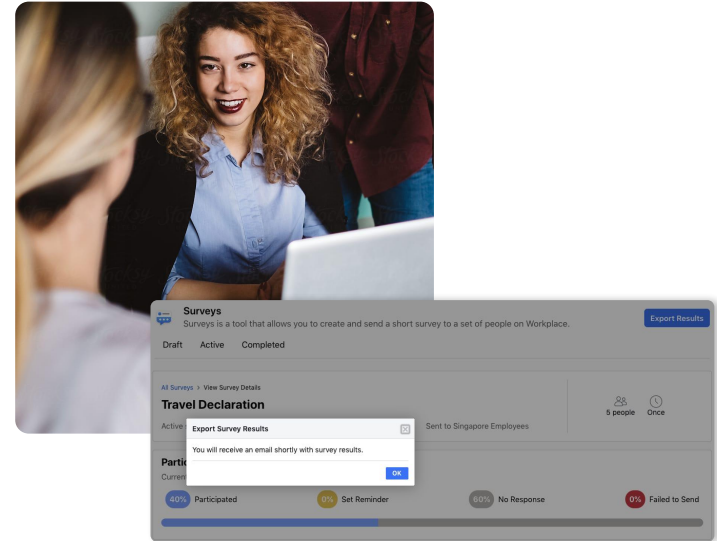 Surveys
Surveys is a tool that allows you to create and send a short survey to a set of people on Workplace.
Export Results
Draft Active Completed
All Surveys > View Survey Details
Travel Declaration
5 people Once
Active
Sent to Singapore Employees
Export Survey Results
You will receive an email shortly with survey results.
OK
40% Participated 0% Set Reminder 60% No Response 0% Failed to Send